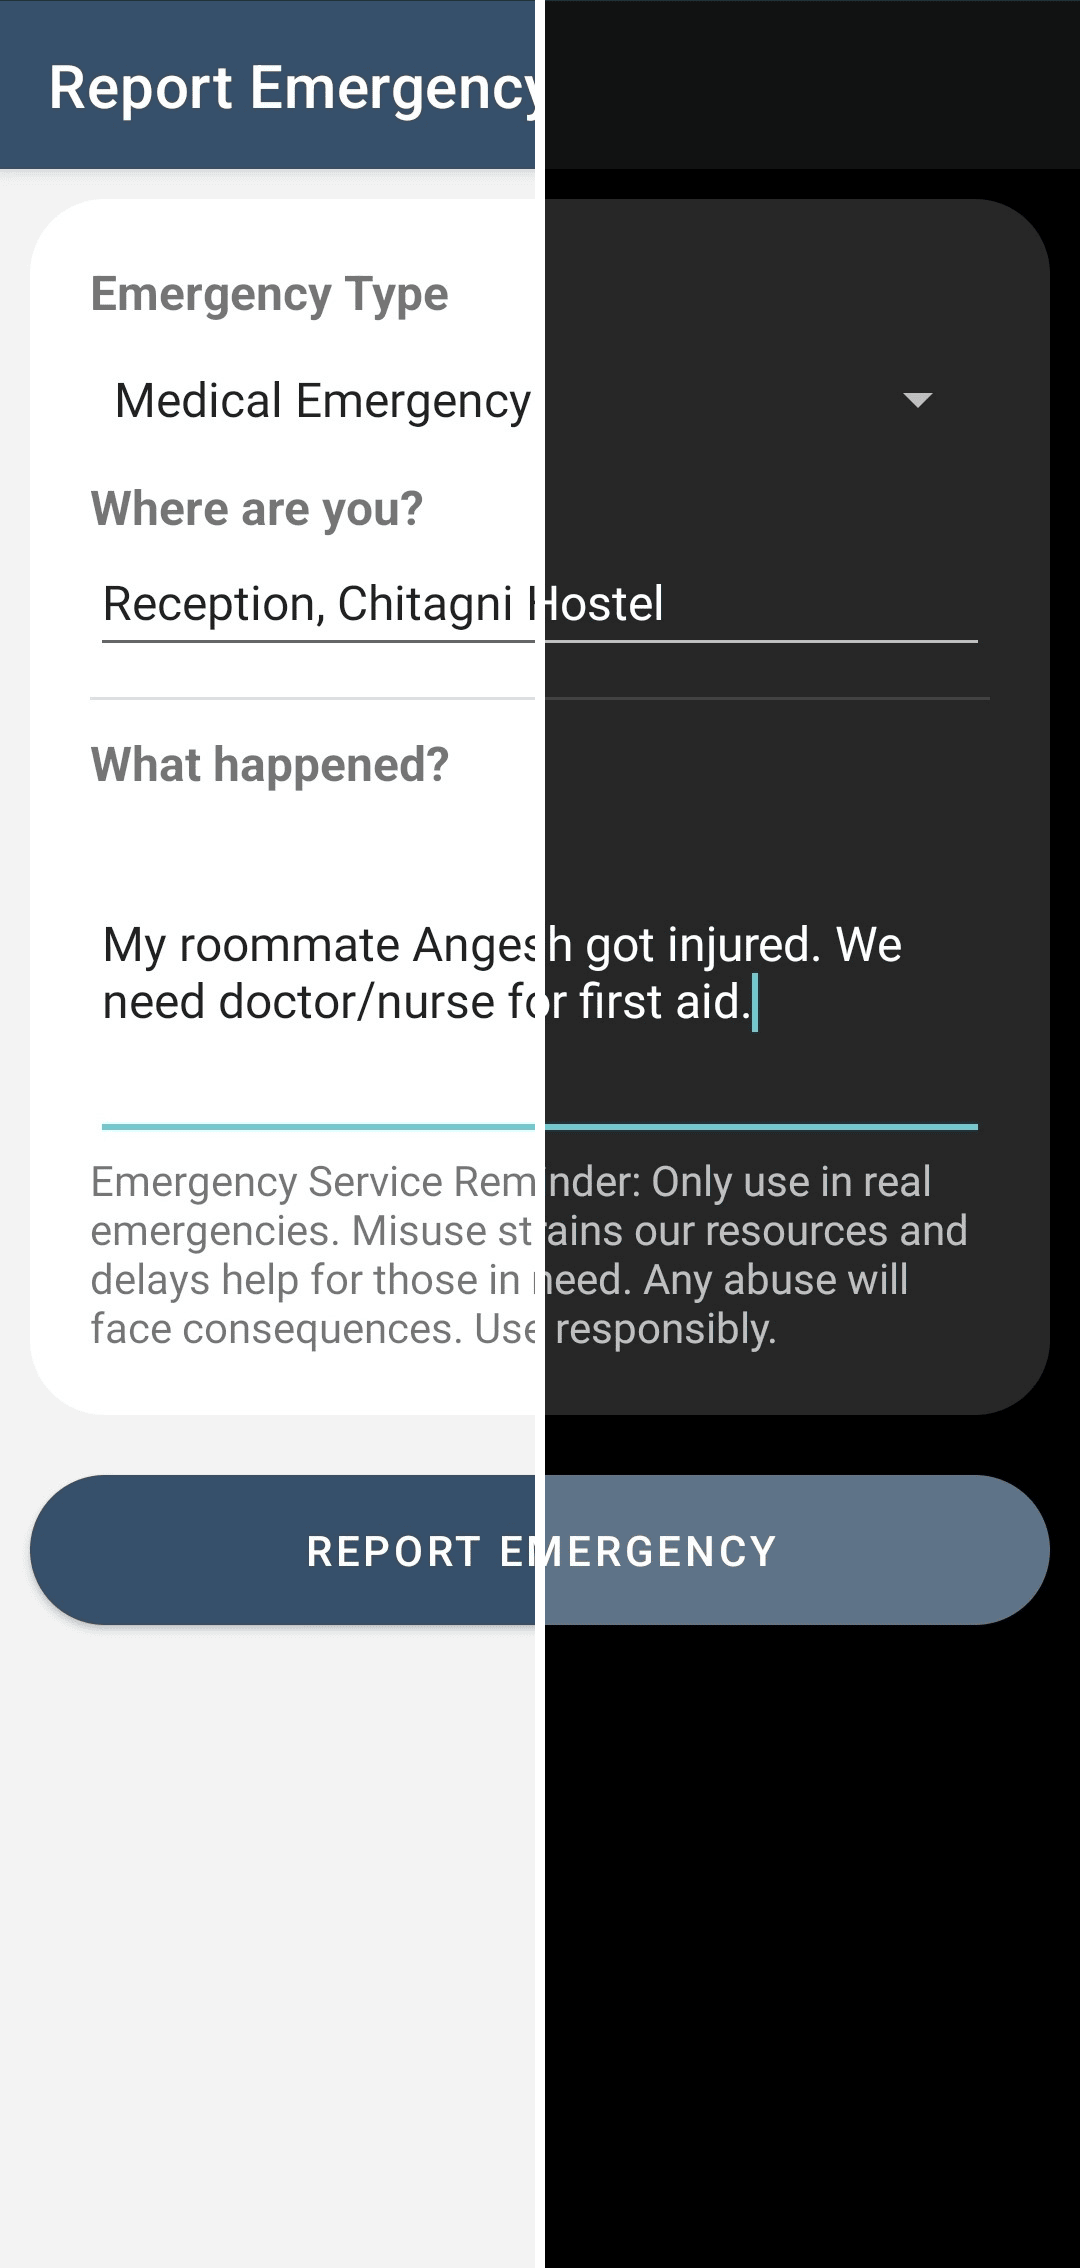 Report Emergency
Emergency Type
Medical Emergency
Where are you?
Reception, Chitagni Hostel
What happened?
My roommate Angesh got injured. We
need doctor/nurse for first aid.
Emergency Service Reminder: Only use in real
emergencies. Misuse strains our resources and
delays help for those in need. Any abuse will
face consequences. Use responsibly.
REPORT EMERGENCY